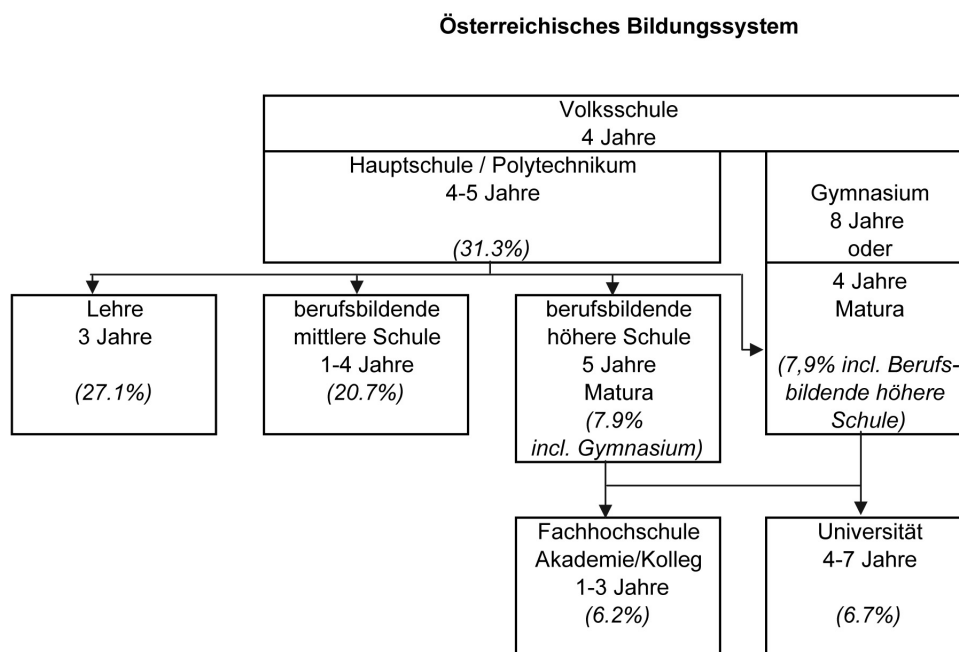 Österreichisches Bildungssystem
Volksschule
4 Jahre
Hauptschule / Polytechnikum
4-5 Jahre
(31.3%)
Gymnasium
8 Jahre
oder
4 Jahre
Matura
(7,9% incl. Berufs-
bildende höhere
Schule)
Lehre
3 Jahre
(27.1%)
berufsbildende
mittlere Schule
1-4 Jahre
(20.7%)
berufsbildende
höhere Schule
5 Jahre
Matura
(7.9%
incl. Gymnasium)
Fachhochschule
Akademie/Kolleg
1-3 Jahre
(6.2%)
Universität
4-7 Jahre
(6.7%)